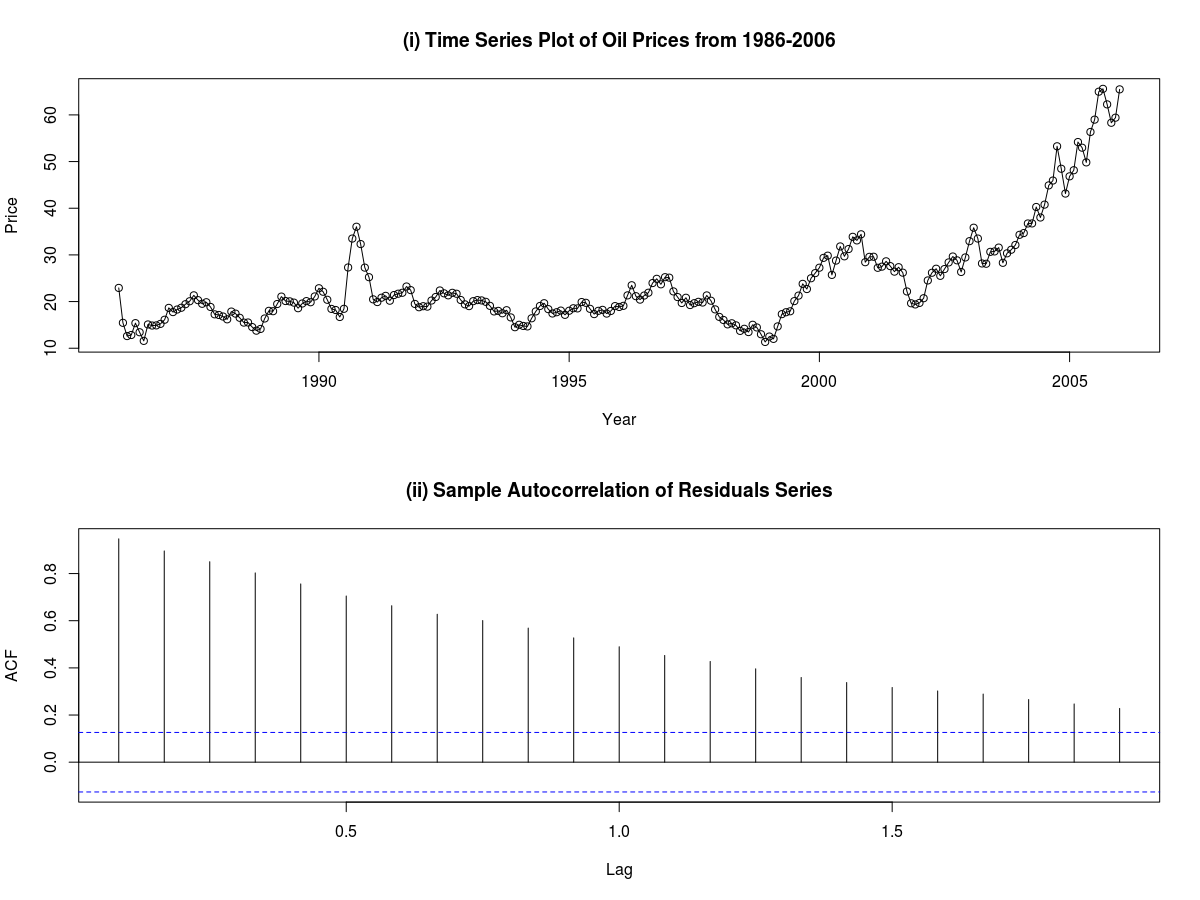 (i) Time Series Plot of Oil Prices from 1986-2006
Price
10 20 30 40 50 60
1990 1995 2000 2005
Year
(ii) Sample Autocorrelation of Residuals Series
ACF
0.0 0.2 0.4 0.6 0.8
0.5 1.0 1.5
Lag